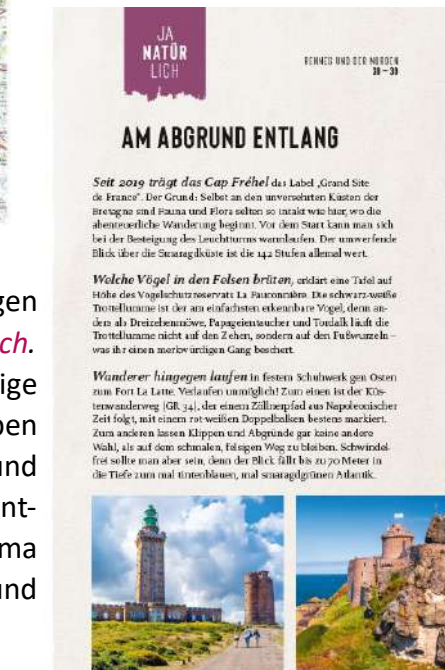 JA
NATÜR
LICH
RENNES UND DER NORDEN
38 – 39
AM ABGRUND ENTLANG
Seit 2019 trägt das Cap Fréhel das Label „Grand Site
de France“. Der Grund: Selbst an den unversehrten Küsten der
Bretagne sind Fauna und Flora selten so intakt wie hier, wo die
abenteuerliche Wanderung beginnt. Vor dem Start kann man sich
bei der Besteigung des Leuchtturms warmlaufen. Der umwerfende
Blick über die Smaragdküste ist die 142 Stufen allemal wert.
Welche Vögel in den Felsen brüten, erklärt eine Tafel auf
Höhe des Vogelschutzreservats La Fauconnière. Die schwarz-weiße
Trottellumme ist der am einfachsten erkennbare Vogel, denn an-
ders als Dreizehenmöwe, Papageientaucher und Tordalk läuft die
Trottellumme nicht auf den Zehen, sondern auf den Fußwurzeln –
was ihr einen merkwürdigen Gang beschert.
Wanderer hingegen laufen in festem Schuhwerk gen Osten
zum Fort La Latte. Verlaufen unmöglich! Zum einen ist der Küs-
tenwanderweg (GR 34), der einem Zöllnerpfad aus Napoleonischer
Zeit folgt, mit einem rot-weißen Doppelbalken bestens markiert.
Zum anderen lassen Klippen und Abgründe gar keine andere
Wahl, als auf dem schmalen, felsigen Weg zu bleiben. Schwindel-
frei sollte man aber sein, denn der Blick fällt bis zu 70 Meter in
die Tiefe zum mal tintenblauen, mal smaragdgrünen Atlantik.
gen
ch.
ige
ben
und
nt-
ma
und